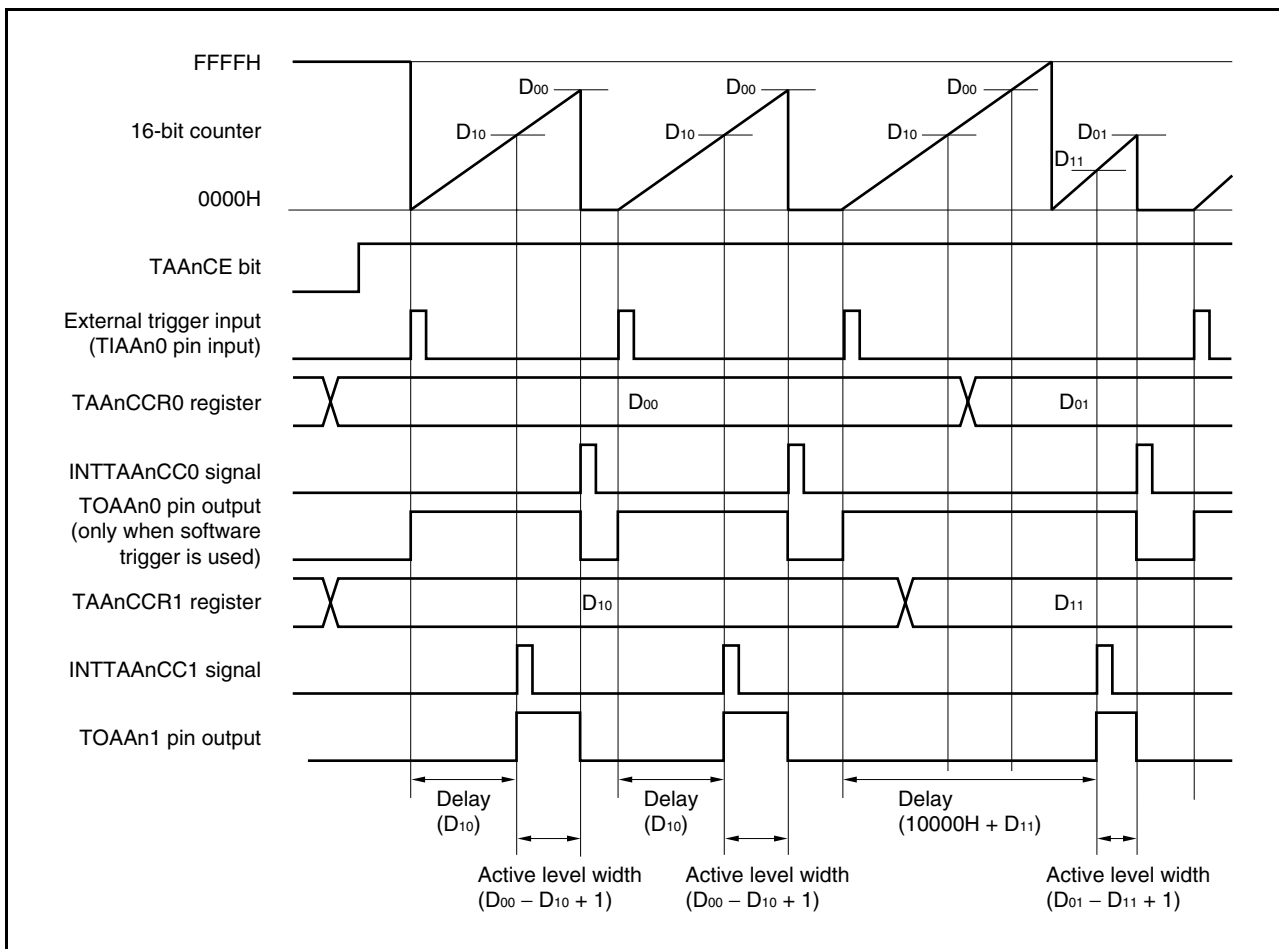 FFFFH
D00
D00
D00
16-bit counter
D10
D10
D10
D01
D11
0000H
TAAnCE bit
External trigger input
(TIAAn0 pin input)
TAAnCCR0 register
D00
D01
INTTAAnCC0 signal
TOAAn0 pin output
(only when software
trigger is used)
TAAnCCR1 register
D10
D11
INTTAAnCC1 signal
TOAAn1 pin output
Delay
(D10)
Delay
(D10)
Delay
(10000H + D11)
Active level width
(D00 − D10 + 1)
Active level width
(D00 − D10 + 1)
Active level width
(D01 − D11 + 1)